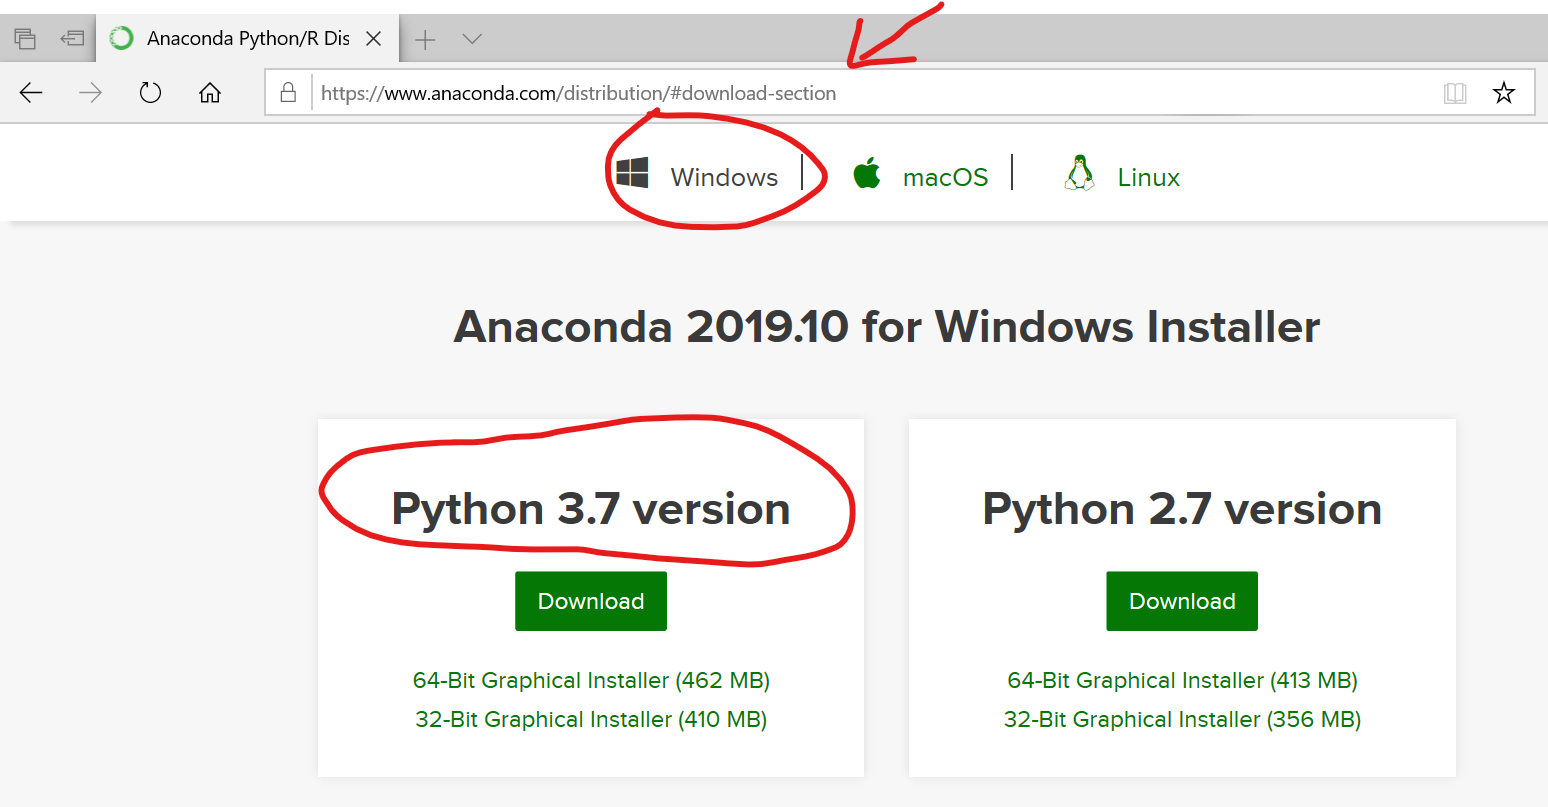 Anaconda Python/R Dis
https://www.anaconda.com/distribution/#download-section
Windows
macOS
Linux
Anaconda 2019.10 for Windows Installer
Python 3.7 version
Download
64-Bit Graphical Installer (462 MB)
32-Bit Graphical Installer (410 MB)
Python 2.7 version
Download
64-Bit Graphical Installer (413 MB)
32-Bit Graphical Installer (356 MB)